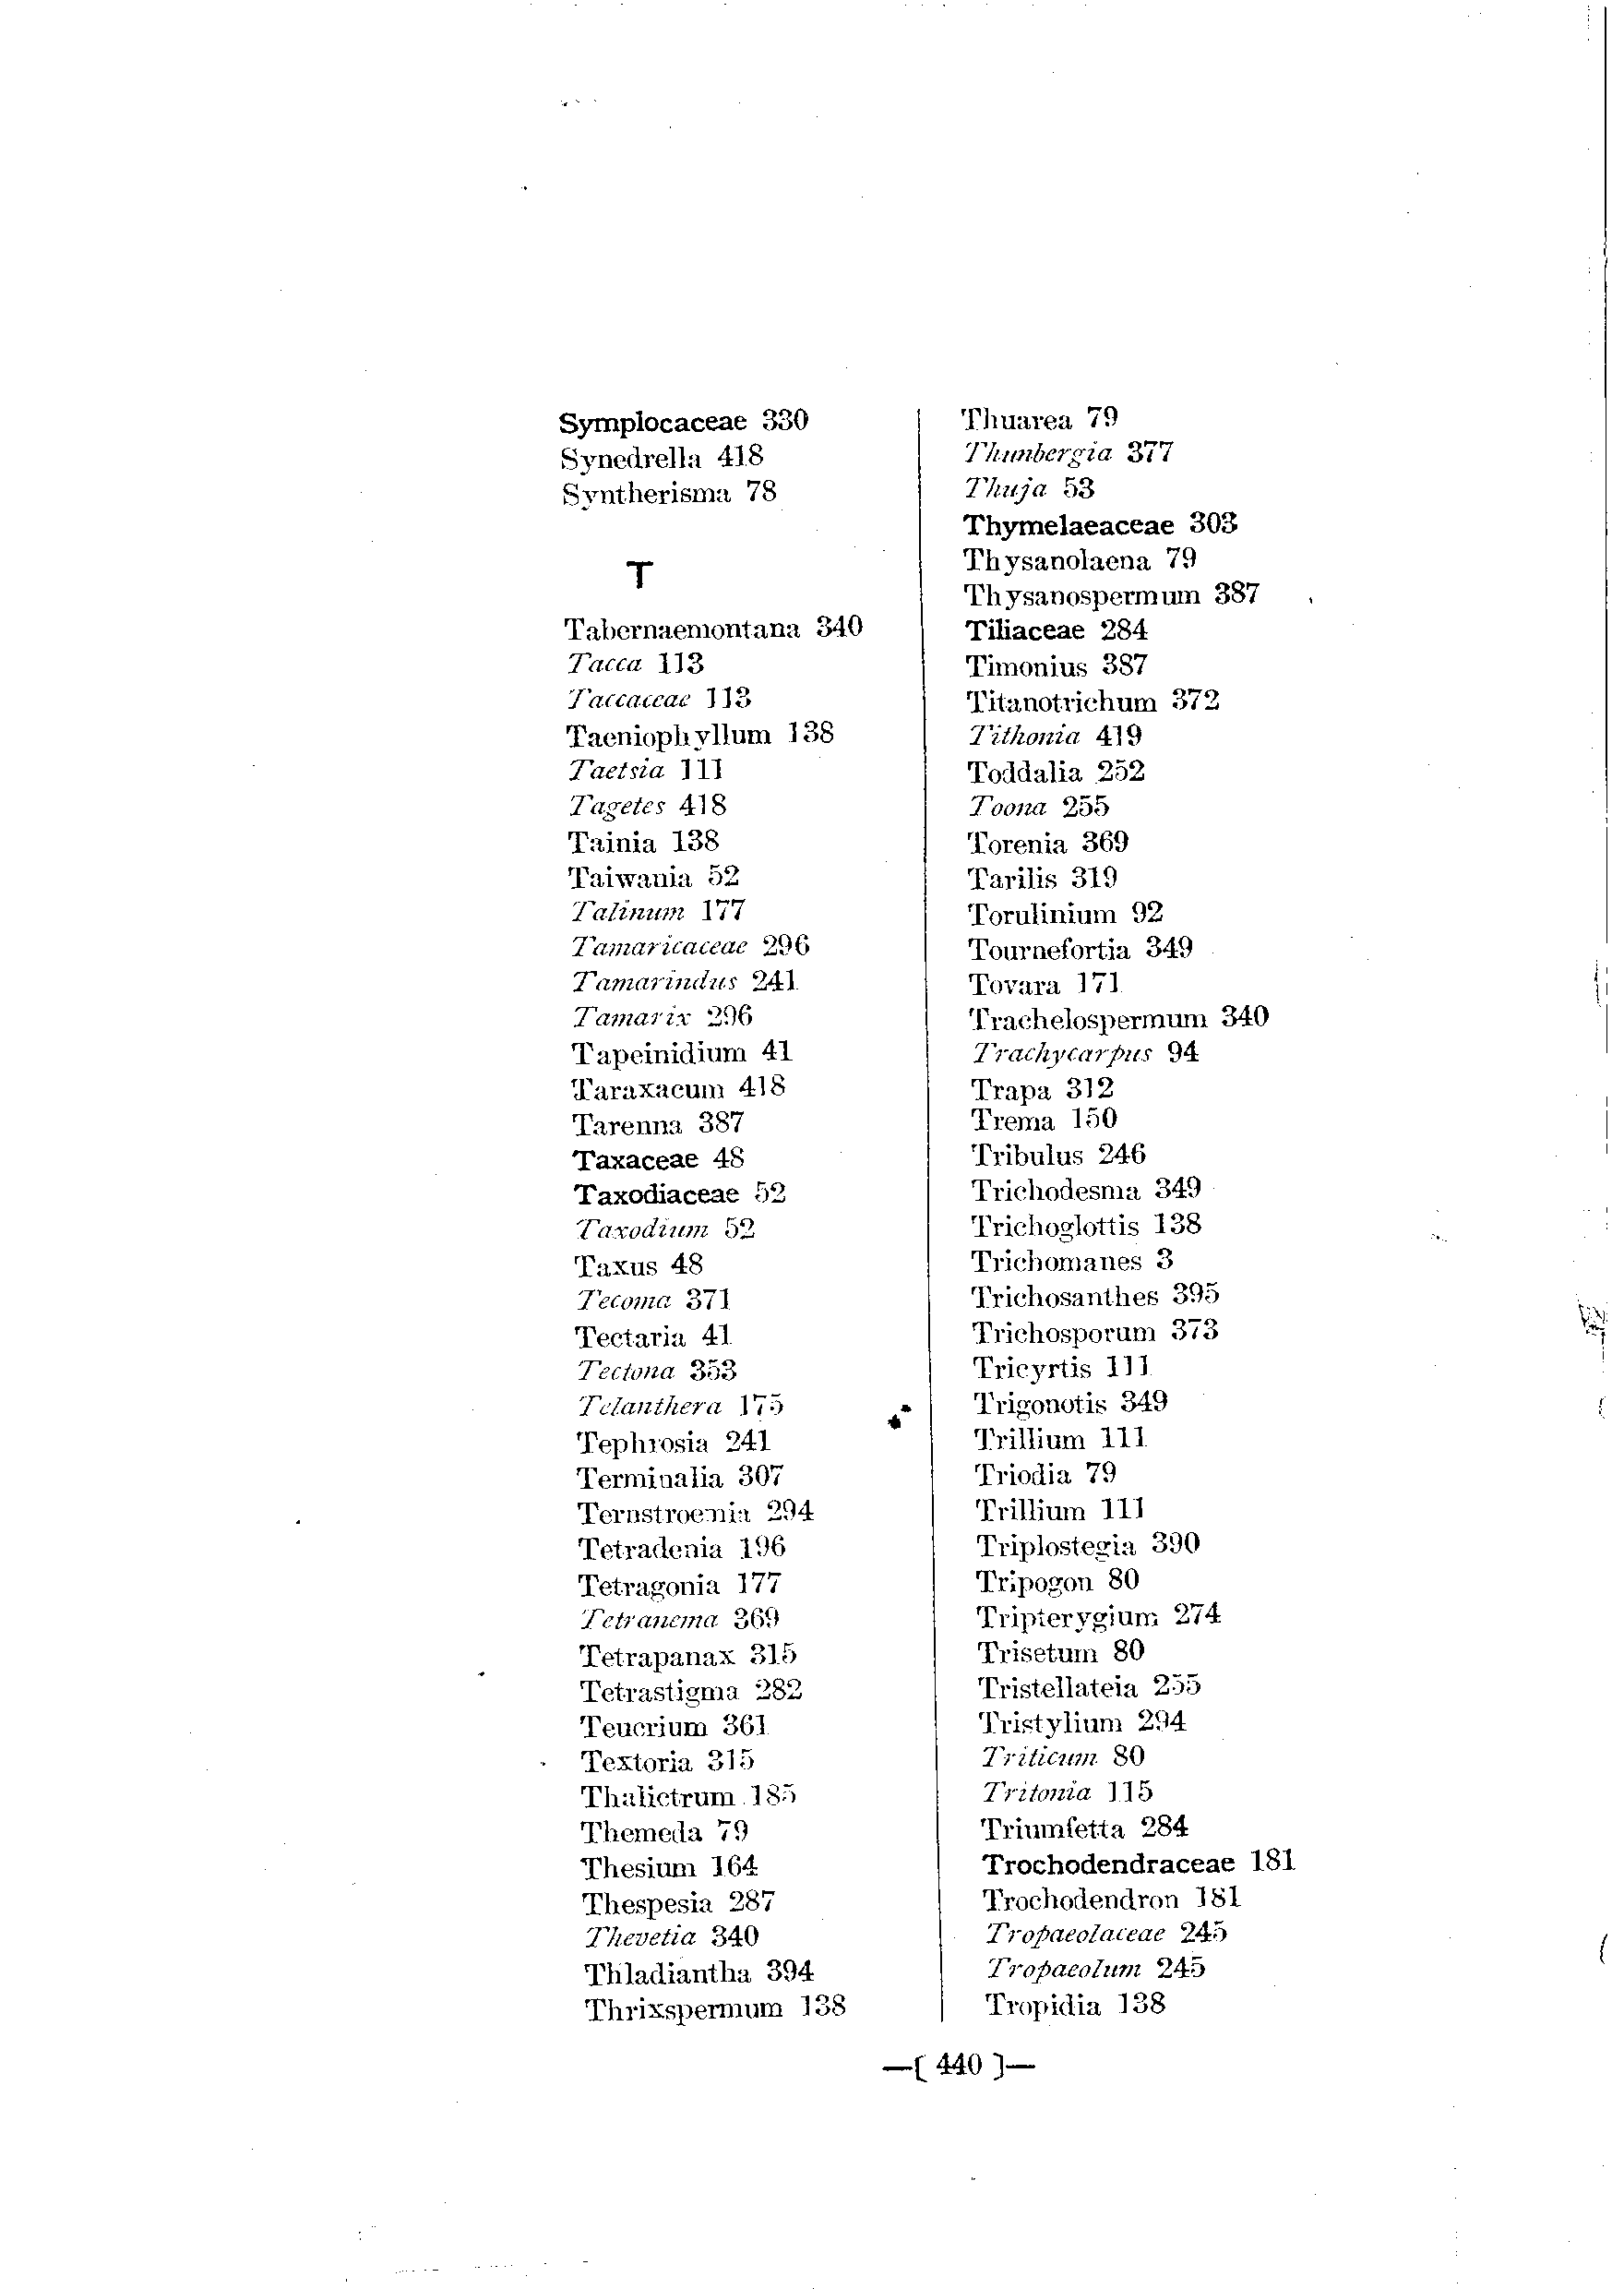 Symplocaceae 330
Synedrella 418
Syntherisma 78
T
Tabernaemontana 340
Tacca 113
Taccaceae 113
Taeniophyllum 138
Taetsia 111
Tagetes 418
Tainia 138
Taiwania 52
Talinum 177
Tamaricaceae 296
Tamarindus 241
Tamarix 296
Tapeinidium 41
Taraxacum 418
Tarenna 387
Taxaceae 48
Taxodiaceae 52
Taxodium 52
Taxus 48
Tecoma 371
Tectaria 41
Tectona 353
Telanthera 175
Tephrosia 241
Terminalia 307
Ternstroemia 294
Tetradenia 196
Tetragonia 177
Tetranema 369
Tetrapanax 315
Tetrastigma 282
Teucrium 361
Textoria 315
Thalictrum 185
Themeda 79
Thesium 164
Thespesia 287
Thevetia 340
Thladiantha 394
Thrixspermum 138
Thuarea 79
Thunbergia 377
Thuja 53
Thymelaeaceae 303
Thysanolaena 79
Thysanospermum 387
Tiliaceae 284
Timonius 387
Titanotrichum 372
Tithonia 419
Toddalia 252
Toona 255
Torenia 369
Tarilis 319
Torulinium 92
Tournefortia 349
Tovara 171
Trachelospermum 340
Trachycarpus 94
Trapa 312
Trema 150
Tribulus 246
Trichodesma 349
Trichoglottis 138
Trichomanes 3
Trichosanthes 395
Trichosporum 373
Tricyrtis 111
Trigonotis 349
Trillium 111
Triodia 79
Trillium 111
Triplostegia 390
Tripogon 80
Tripterygium 274
Trisetum 80
Tristellateia 255
Tristylium 294
Triticum 80
Tritonia 115
Triumfetta 284
Trochodendraceae 181
Trochodendron 181
Tropaeolaceae 245
Tropaeolum 245
Tropidia 138
—( 440 )—